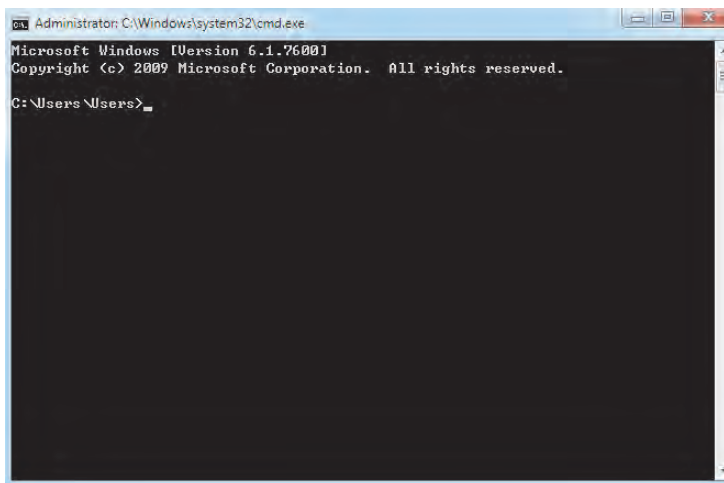 Administrator: C:\Windows\system32\cmd.exe
Microsoft Windows [Version 6.1.7600]
Copyright (c) 2009 Microsoft Corporation.  All rights reserved.
C:\Users\Users>_